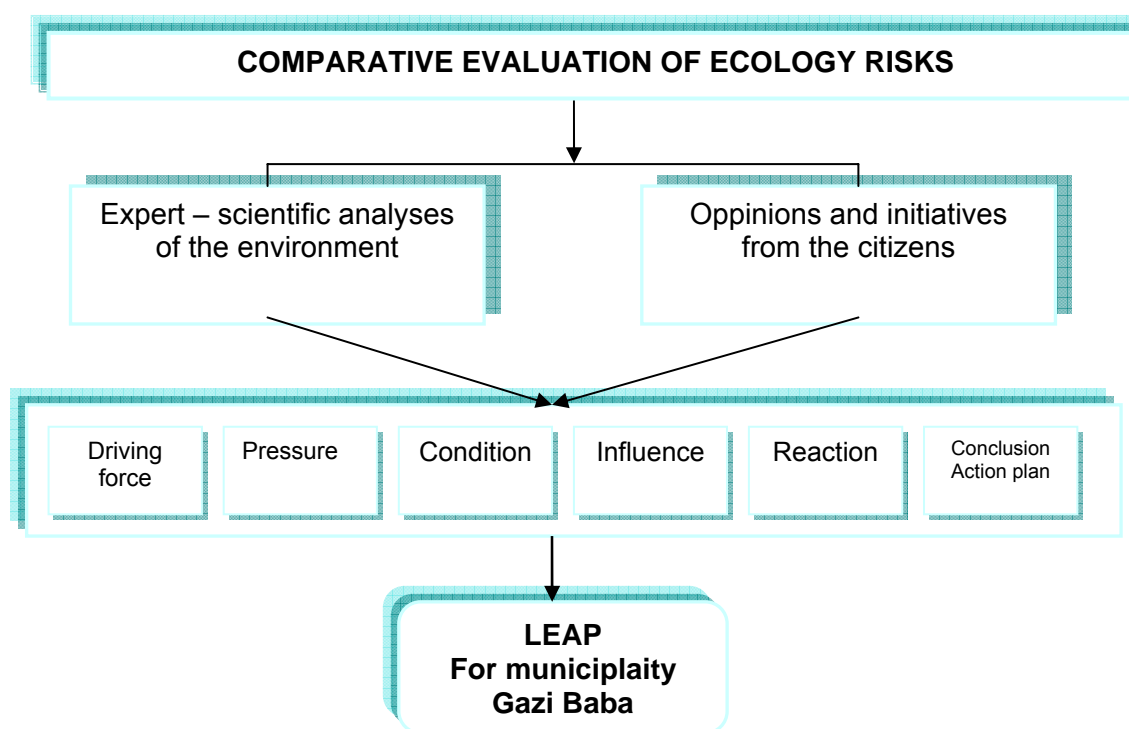 COMPARATIVE EVALUATION OF ECOLOGY RISKS
Expert – scientific analyses
of the environment
Oppinions and initiatives
from the citizens
Driving
force
Pressure
Condition
Influence
Reaction
Conclusion
Action plan
LEAP
For municiplaity
Gazi Baba